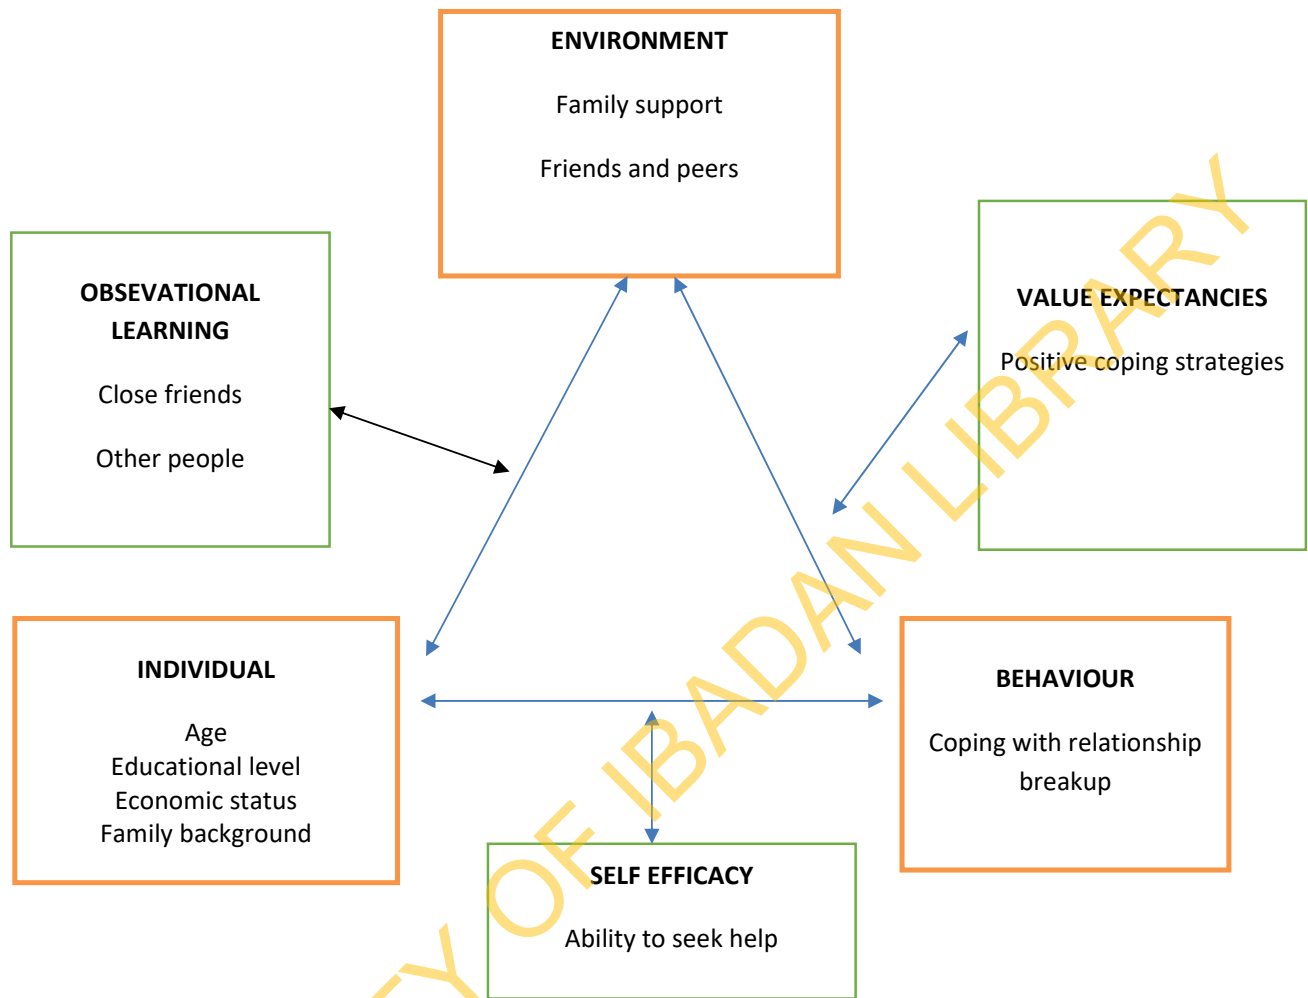 ENVIRONMENT
Family support
Friends and peers
OBSEVATIONAL
LEARNING
Close friends
Other people
VALUE EXPECTANCIES
Positive coping strategies
INDIVIDUAL
Age
Educational level
Economic status
Family background
BEHAVIOUR
Coping with relationship
breakup
SELF EFFICACY
Ability to seek help
TY OF IBADAN LIBRARY